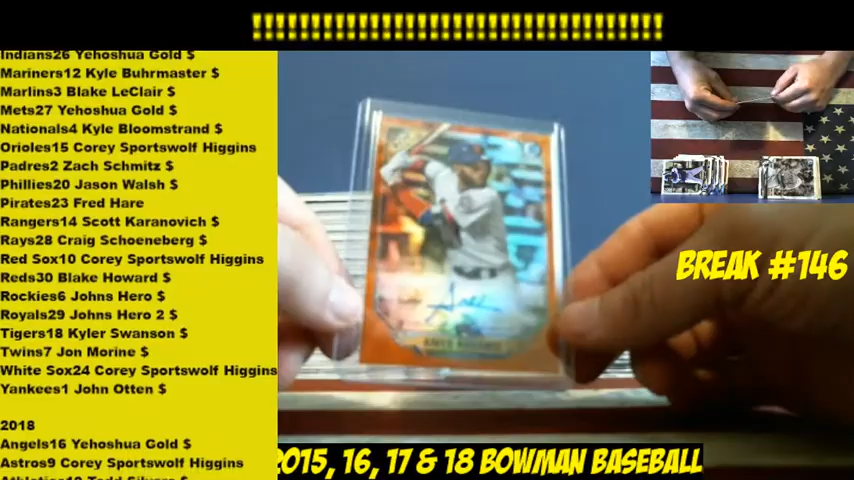 !!!!!!!!!!!!!!!!!!!!!!!!!!!!!!!!!!!!!!
Indians26 Yehoshua Gold $
Mariners12 Kyle Buhrmaster $
Marlins3 Blake LeClair $
Mets27 Yehoshua Gold $
Nationals4 Kyle Bloomstrand $
Orioles15 Corey Sportswolf Higgins
Padres2 Zach Schmitz $
Phillies20 Jason Walsh $
Pirates23 Fred Hare
Rangers14 Scott Karanovich $
Rays28 Craig Schoeneberg $
Red Sox10 Corey Sportswolf Higgins
Reds30 Blake Howard $
Rockies6 Johns Hero $
Royals29 Johns Hero 2 $
Tigers18 Kyler Swanson $
Twins7 Jon Morine $
White Sox24 Corey Sportswolf Higgins
Yankees1 John Otten $
2018
Angels16 Yehoshua Gold $
Astros9 Corey Sportswolf Higgins
BREAK #146
2015, 16, 17 & 18 BOWMAN BASEBALL